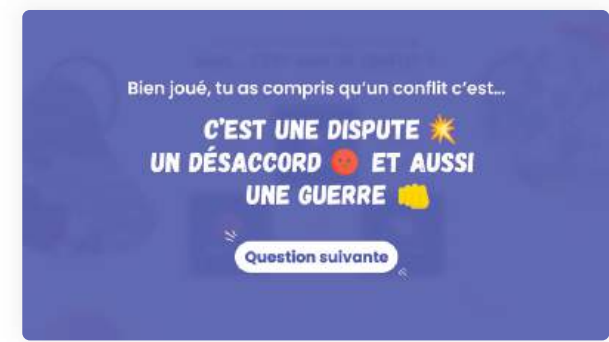 Bien joué, tu as compris qu'un conflit c'est...
C'EST UNE DISPUTE 💥
UN DÉSACCORD 😡 ET AUSSI
UNE GUERRE 👊
Question suivante